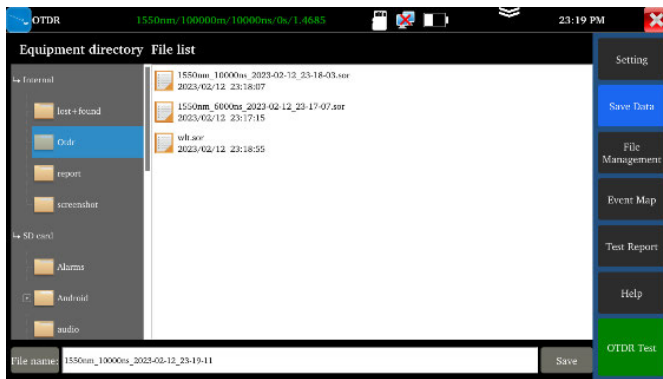 OTDR 1550nm/100000m/10000ns/0s/1.4685 23:19 PM
Equipment directory File list
Internal
lost+found
Otdr
report
screenshot
SD card
Alarms
Android
audio
1550nm_10000ns_2023-02-12_23-18-03.sor
2023/02/12 23:18:07
1550nm_6000ns_2023-02-12_23-17-07.sor
2023/02/12 23:17:15
wlt.sor
2023/02/12 23:18:55
File name: 1550nm_10000ns_2023-02-12_23-19-11 Save
Setting
Save Data
File
Management
Event Map
Test Report
Help
OTDR Test